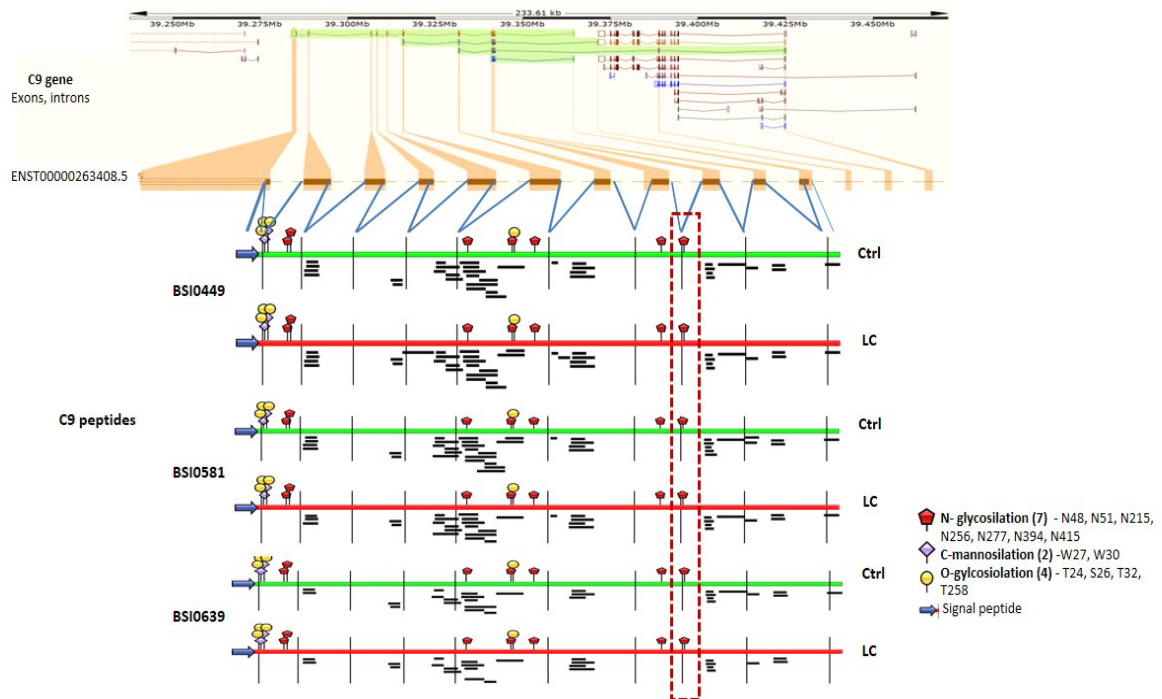 233.61 kb
39.250Mb 39.275Mb 39.300Mb 39.325Mb 39.350Mb 39.375Mb 39.400Mb 39.425Mb 39.450Mb
C9 gene
Exons, introns
ENST00000263408.5
Ctrl
BSI0449
LC
C9 peptides
Ctrl
BSI0581
LC
Ctrl
BSI0639
LC
N- glycosilation (7) - N48, N51, N215,
N256, N277, N394, N415
C-mannosilation (2) -W27, W30
O-gylcosiolation (4) - T24, S26, T32,
T258
Signal peptide